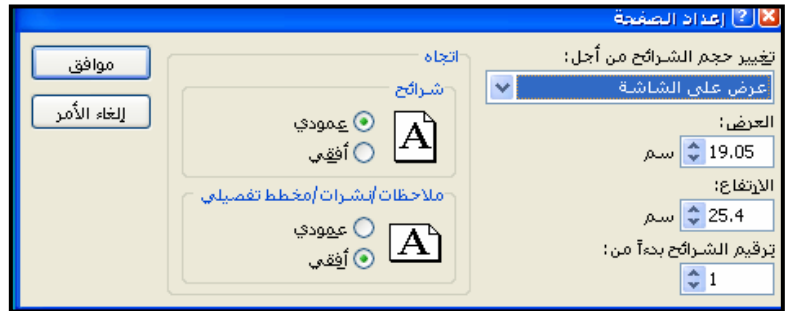 إعداد الصفحة
تغيير حجم الشرائح من أجل:
عرض على الشاشة
العرض:
19.05 سم
الارتفاع:
25.4 سم
ترقيم الشرائح بدءاً من:
1
اتجاه
شرائح
A
عمودي
أفقي
ملاحظات/نشرات/مخطط تفصيلي
A
عمودي
أفقي
موافق
إلغاء الأمر